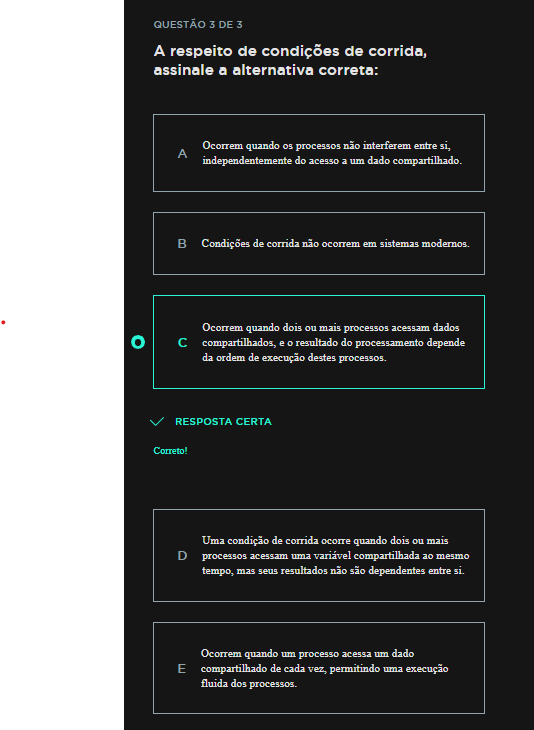 QUESTÃO 3 DE 3
A respeito de condições de corrida,
assinale a alternativa correta:
A
Ocorrem quando os processos não interferem entre si,
independentemente do acesso a um dado compartilhado.
B
Condições de corrida não ocorrem em sistemas modernos.
C
Ocorrem quando dois ou mais processos acessam dados
compartilhados, e o resultado do processamento depende
da ordem de execução destes processos.
RESPOSTA CERTA
Correto!
D
Uma condição de corrida ocorre quando dois ou mais
processos acessam uma variável compartilhada ao mesmo
tempo, mas seus resultados não são dependentes entre si.
E
Ocorrem quando um processo acessa um dado
compartilhado de cada vez, permitindo uma execução
fluida dos processos.